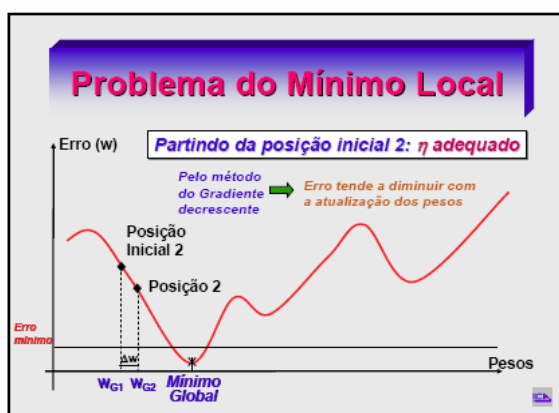 Problema do Mínimo Local
Erro (w)
Partindo da posição inicial 2: η adequado
Pelo método
do Gradiente
decrescente
Erro tende a diminuir com
a atualização dos pesos
Posição
Inicial 2
Posição 2
Erro
mínimo
Δw
Pesos
WG1
WG2
Mínimo
Global